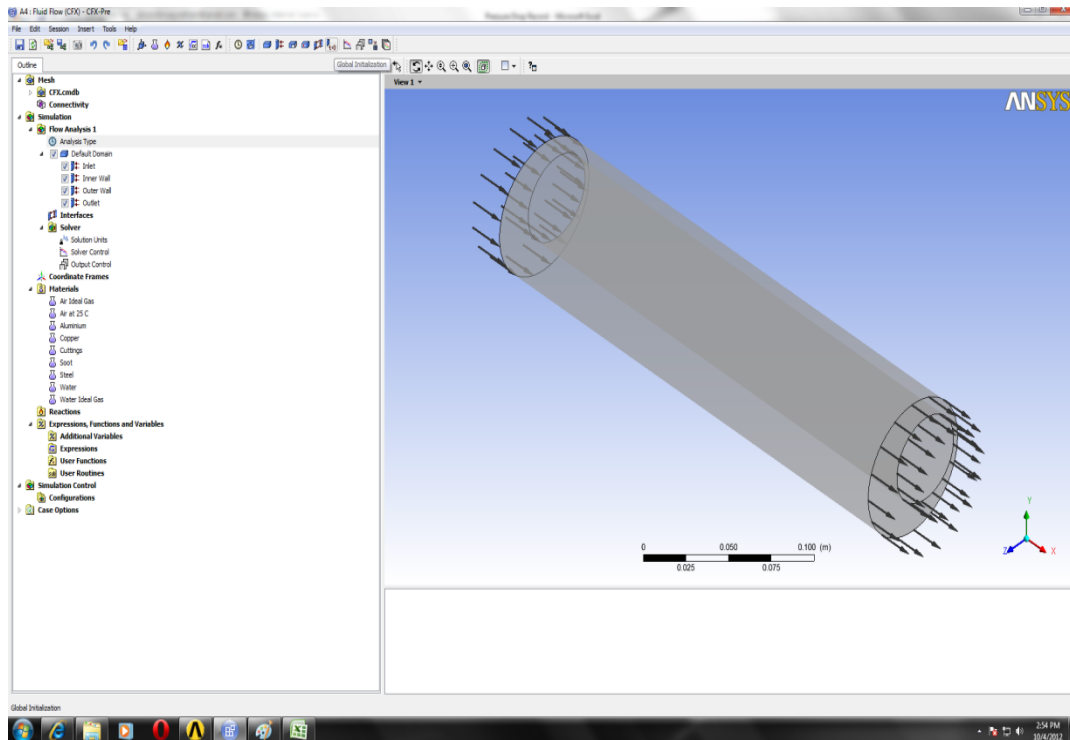 A4 : Fluid Flow (CFX) - CFX-Pre
Pressure Drop Record - Microsoft Excel
File Edit Session Insert Tools Help
Outline
Global Initialization
View 1
Mesh
CFX.cmdb
Connectivity
Simulation
Flow Analysis 1
Analysis Type
Default Domain
Inlet
Inner Wall
Outer Wall
Outlet
Interfaces
Solver
Solution Units
Solver Control
Output Control
Coordinate Frames
Materials
Air Ideal Gas
Air at 25 C
Aluminium
Copper
Cuttings
Soot
Steel
Water
Water Ideal Gas
Reactions
Expressions, Functions and Variables
Additional Variables
Expressions
User Functions
User Routines
Simulation Control
Configurations
Case Options
ANSYS
0 0.050 0.100 (m)
0.025 0.075
Y
Z X
Global Initialization
2:54 PM
10/4/2012